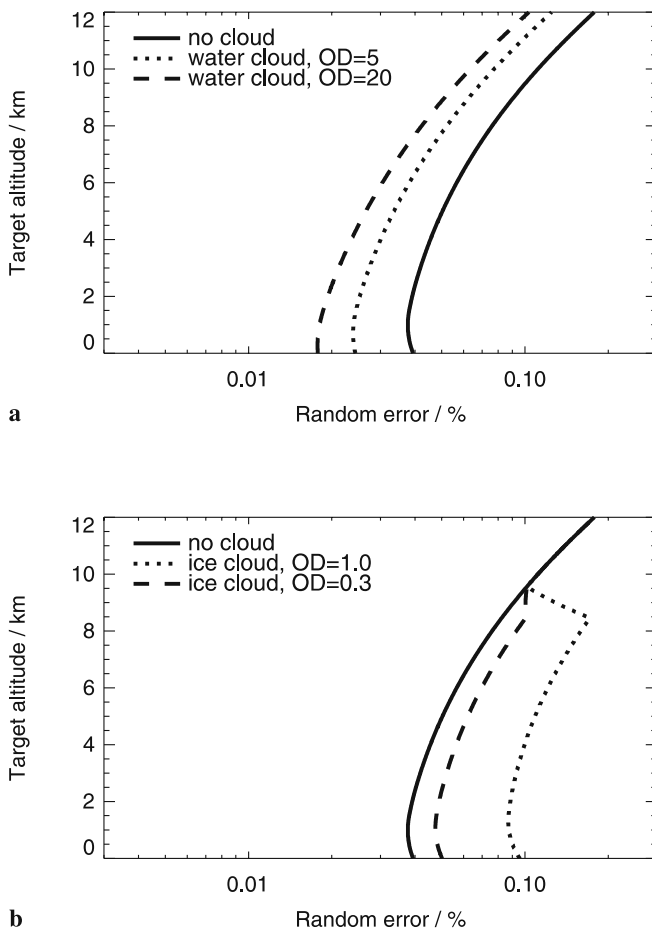 12
10
8
6
4
2
0
Target altitude / km
no cloud
water cloud, OD=5
water cloud, OD=20
0.01
0.10
Random error / %
a
12
10
8
6
4
2
0
Target altitude / km
no cloud
ice cloud, OD=1.0
ice cloud, OD=0.3
0.01
0.10
Random error / %
b